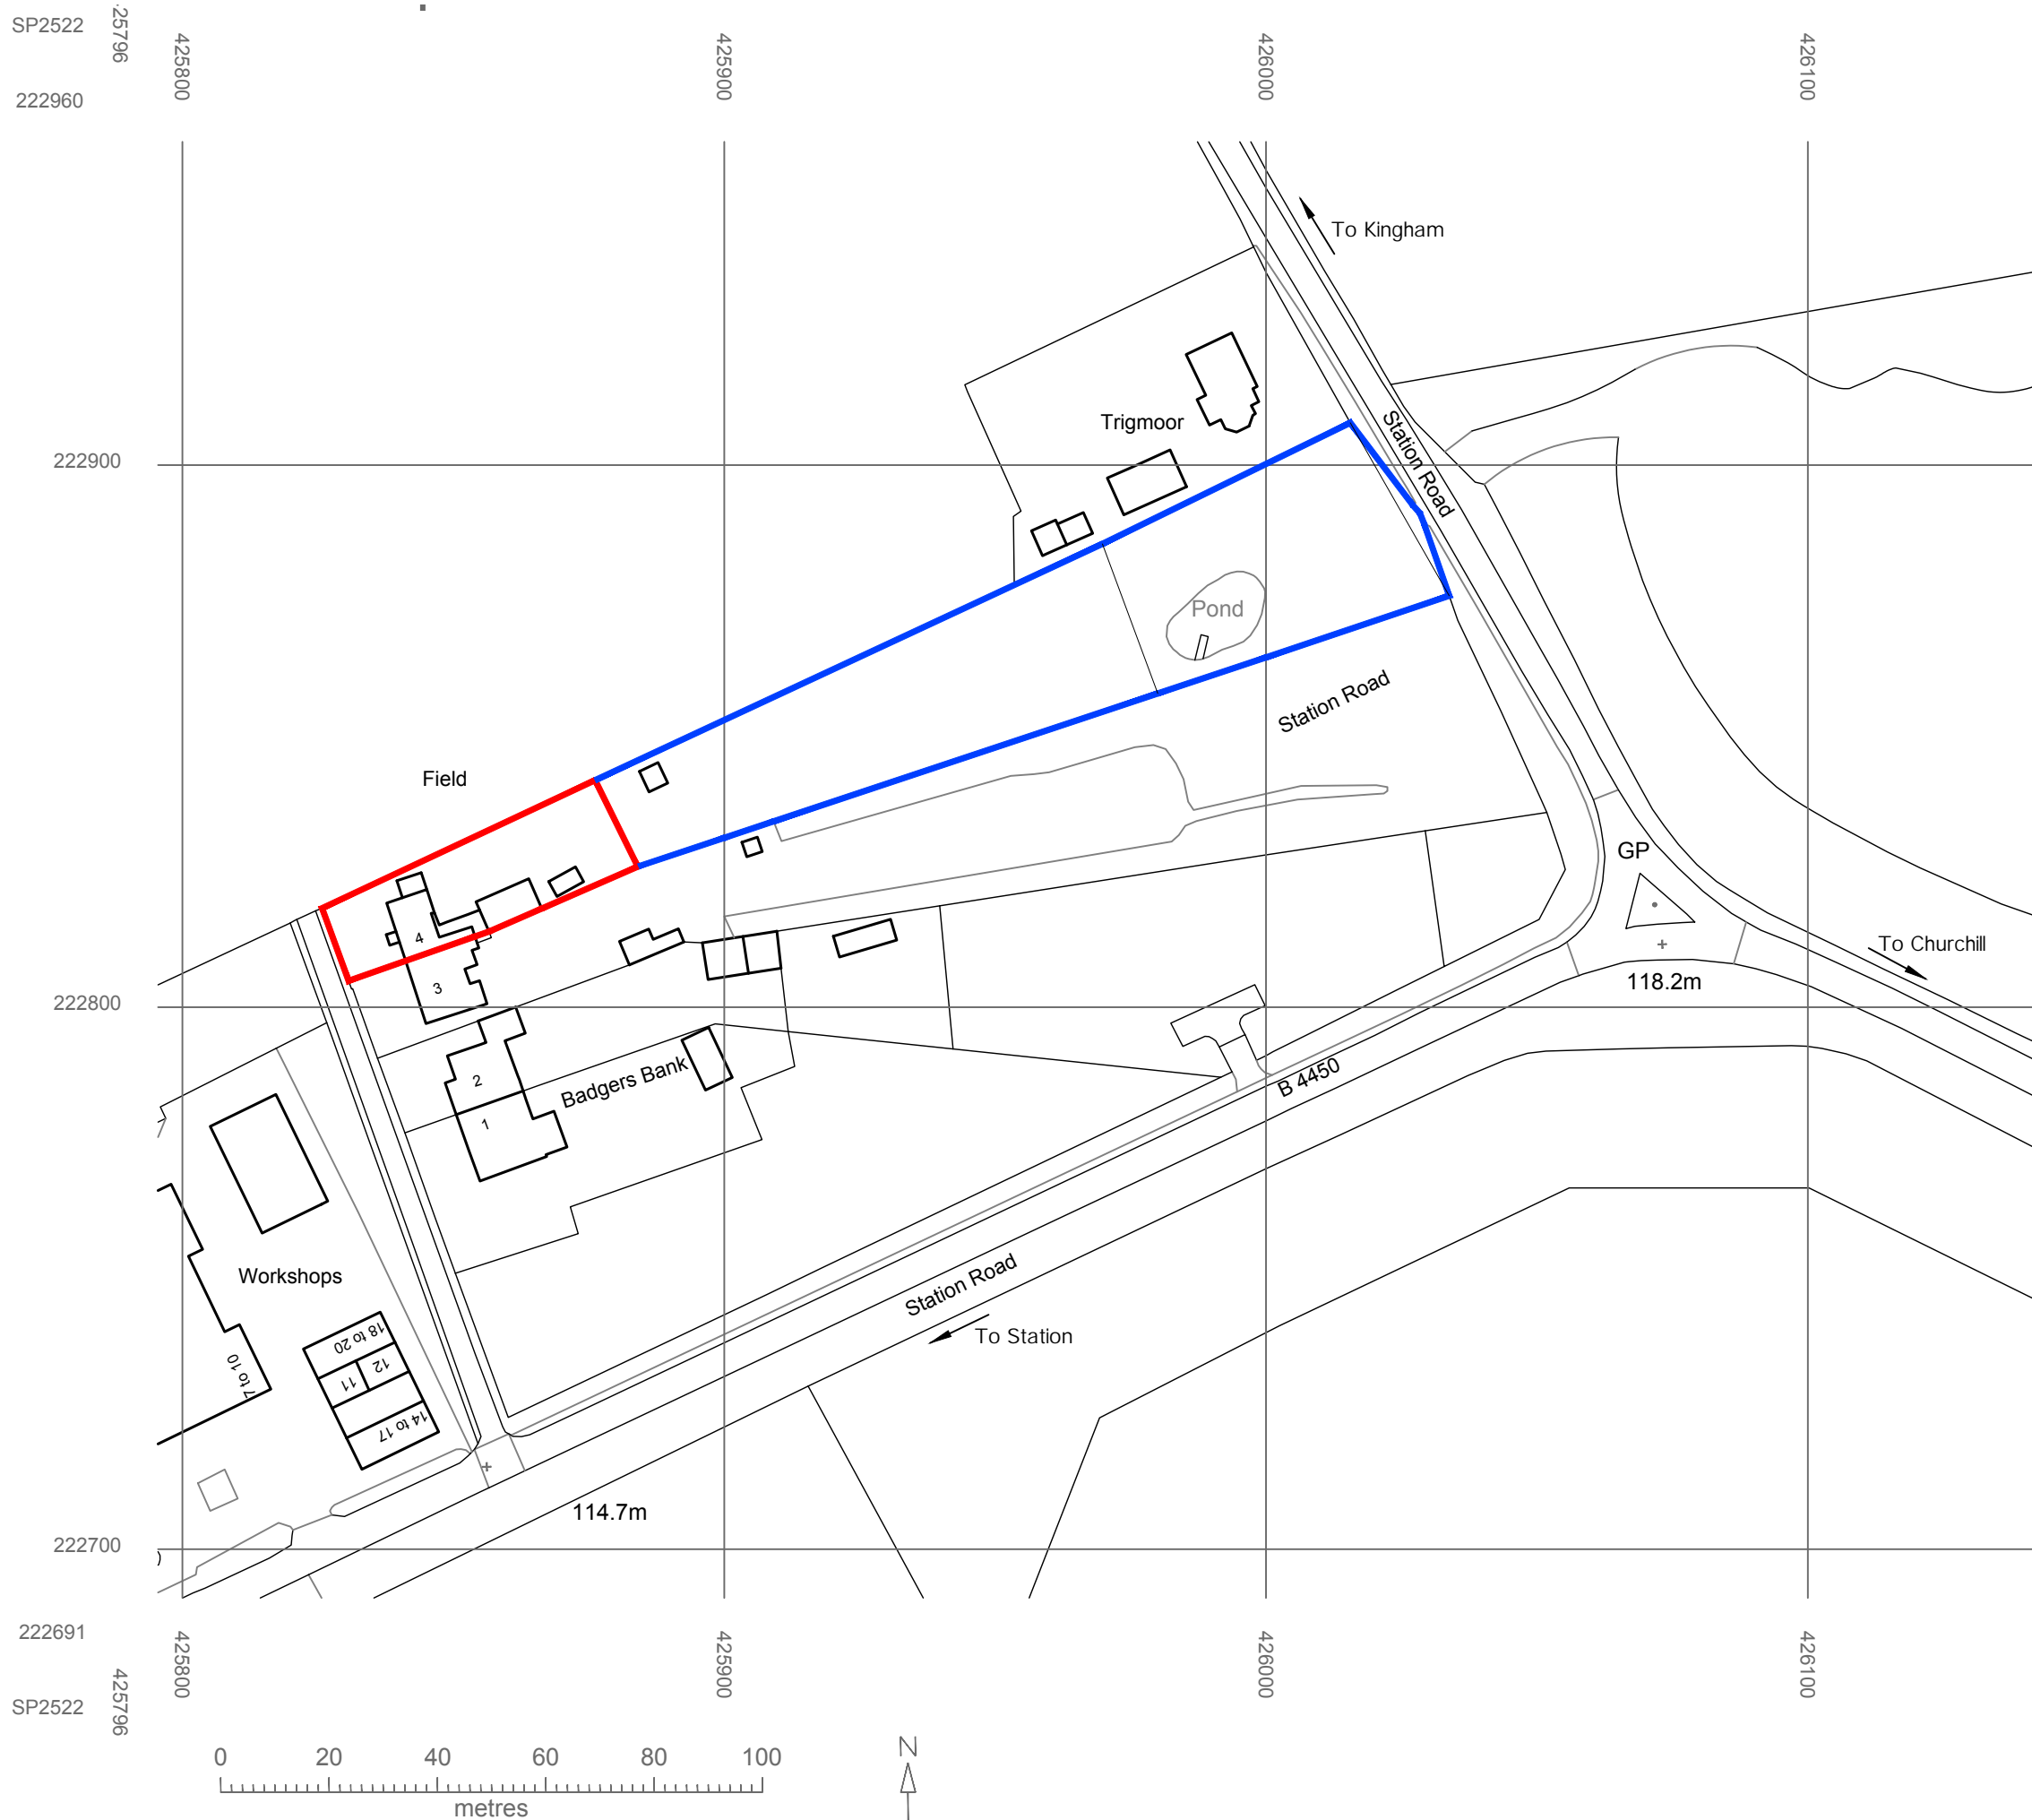 SP2522
425796
425800
425900
426000
426100
222960
To Kingham
Station Road
Trigmoor
222900
Pond
Station Road
Field
GP
4
3
To Churchill
118.2m
222800
2
1
Badgers Bank
B 4450
Workshops
Station Road
To Station
18 to 20
12
11
7 to 10
14 to 17
114.7m
222700
222691
425800
425900
426000
426100
SP2522
425796
0 20 40 60 80 100
metres
N